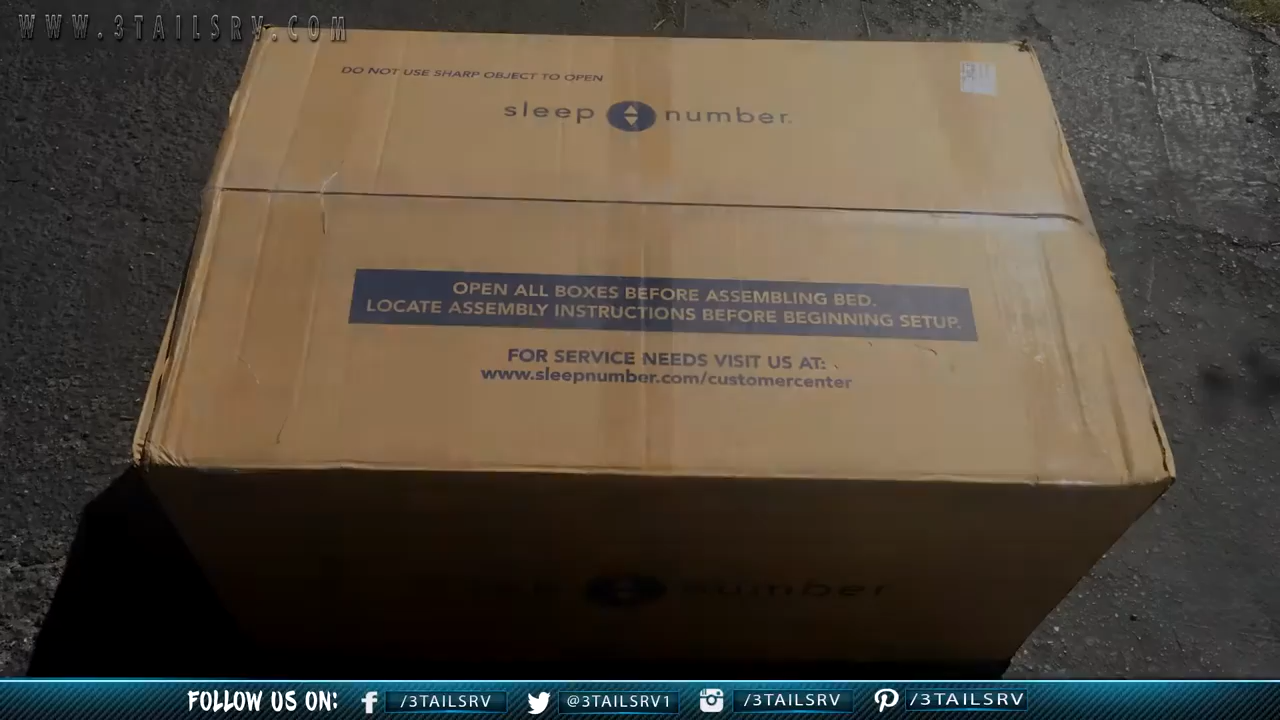 WWW.3TAILSRV.COM
DO NOT USE SHARP OBJECT TO OPEN
sleep number.
OPEN ALL BOXES BEFORE ASSEMBLING BED.
LOCATE ASSEMBLY INSTRUCTIONS BEFORE BEGINNING SETUP.
FOR SERVICE NEEDS VISIT US AT:
www.sleepnumber.com/customercenter
number
FOLLOW US ON: /3TAILSRV @3TAILSRV1 /3TAILSRV /3TAILSRV